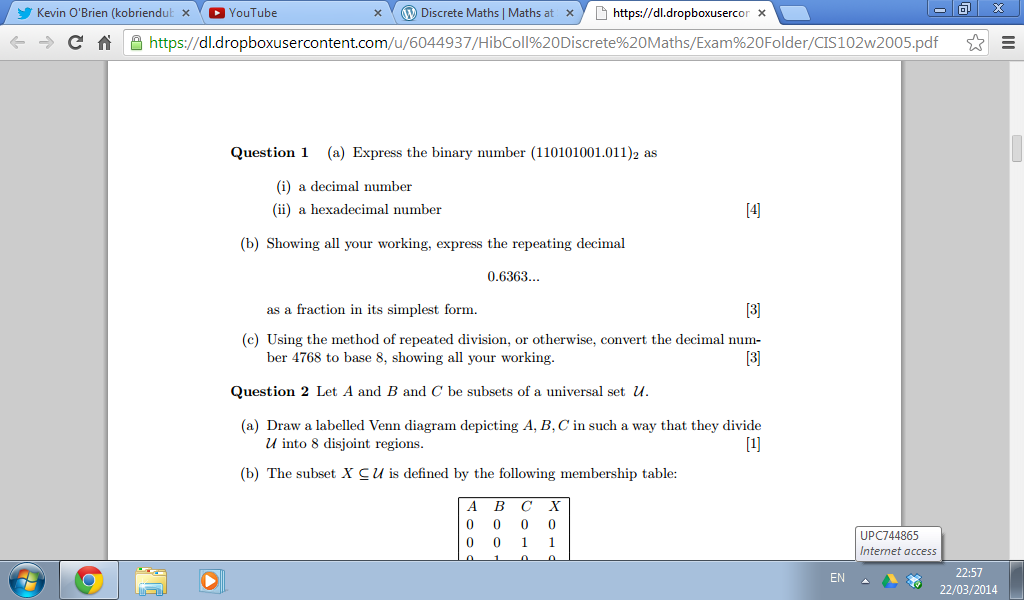 Kevin O'Brien (kobriendub
YouTube
Discrete Maths | Maths at
https://dl.dropboxusercor
https://dl.dropboxusercontent.com/u/6044937/HibColl%20Discrete%20Maths/Exam%20Folder/CIS102w2005.pdf
Question 1 (a) Express the binary number (110101001.011)₂ as
(i) a decimal number
(ii) a hexadecimal number [4]
(b) Showing all your working, express the repeating decimal
0.6363...
as a fraction in its simplest form. [3]
(c) Using the method of repeated division, or otherwise, convert the decimal num-
ber 4768 to base 8, showing all your working. [3]
Question 2 Let A and B and C be subsets of a universal set U.
(a) Draw a labelled Venn diagram depicting A, B, C in such a way that they divide
U into 8 disjoint regions. [1]
(b) The subset X ⊆ U is defined by the following membership table:
A B C X
0 0 0 0
0 0 1 1
0 1 0 0
UPC744865
Internet access
EN
22:57
22/03/2014